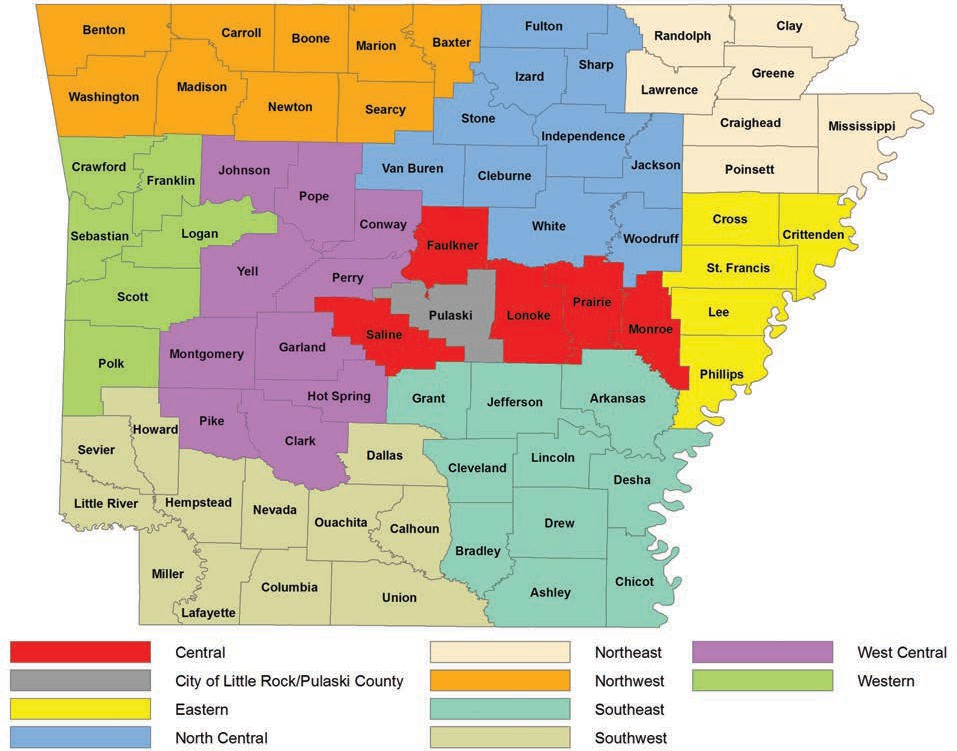 Benton
Carroll
Boone
Marion
Baxter
Fulton
Randolph
Clay
Izard
Sharp
Greene
Washington
Madison
Newton
Searcy
Lawrence
Stone
Independence
Craighead
Mississippi
Crawford
Franklin
Johnson
Pope
Van Buren
Cleburne
Jackson
Poinsett
Sebastian
Logan
Conway
Faulkner
White
Woodruff
Cross
Crittenden
Scott
Yell
Perry
Pulaski
Lonoke
Prairie
Monroe
St. Francis
Lee
Saline
Polk
Montgomery
Garland
Phillips
Hot Spring
Grant
Jefferson
Arkansas
Pike
Clark
Howard
Sevier
Dallas
Cleveland
Lincoln
Desha
Little River
Hempstead
Nevada
Ouachita
Calhoun
Drew
Bradley
Miller
Lafayette
Columbia
Union
Ashley
Chicot
Central
City of Little Rock/Pulaski County
Eastern
North Central
Northeast
Northwest
Southeast
Southwest
West Central
Western